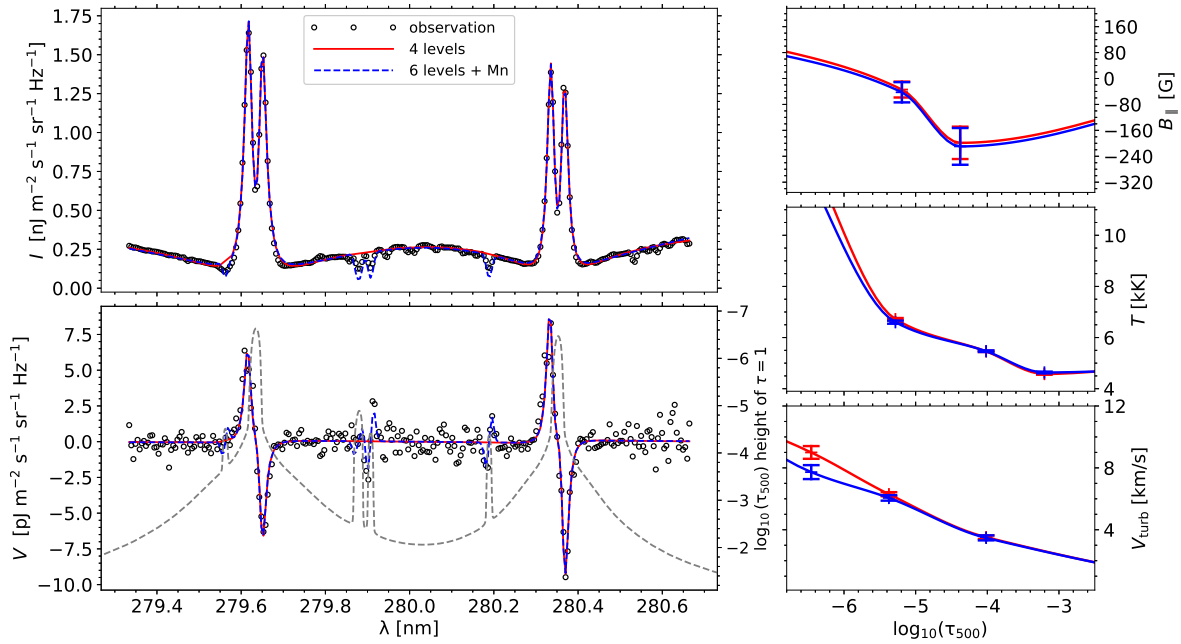 1.75
1.50
1.25
1.00
0.75
0.50
0.25
0.00
I [nJ m⁻² s⁻¹ sr⁻¹ Hz⁻¹]
observation
4 levels
6 levels + Mn
7.5
5.0
2.5
0.0
−2.5
−5.0
−7.5
−10.0
V [pJ m⁻² s⁻¹ sr⁻¹ Hz⁻¹]
−7
−6
−5
−4
−3
−2
log₁₀(τ₅₀₀) height of τ = 1
279.4 279.6 279.8 280.0 280.2 280.4 280.6
λ [nm]
160
80
0
−80
−160
−240
−320
B∥ [G]
10
8
6
4
T [kK]
12
8
4
V_turb [km/s]
−6 −5 −4 −3
log₁₀(τ₅₀₀)